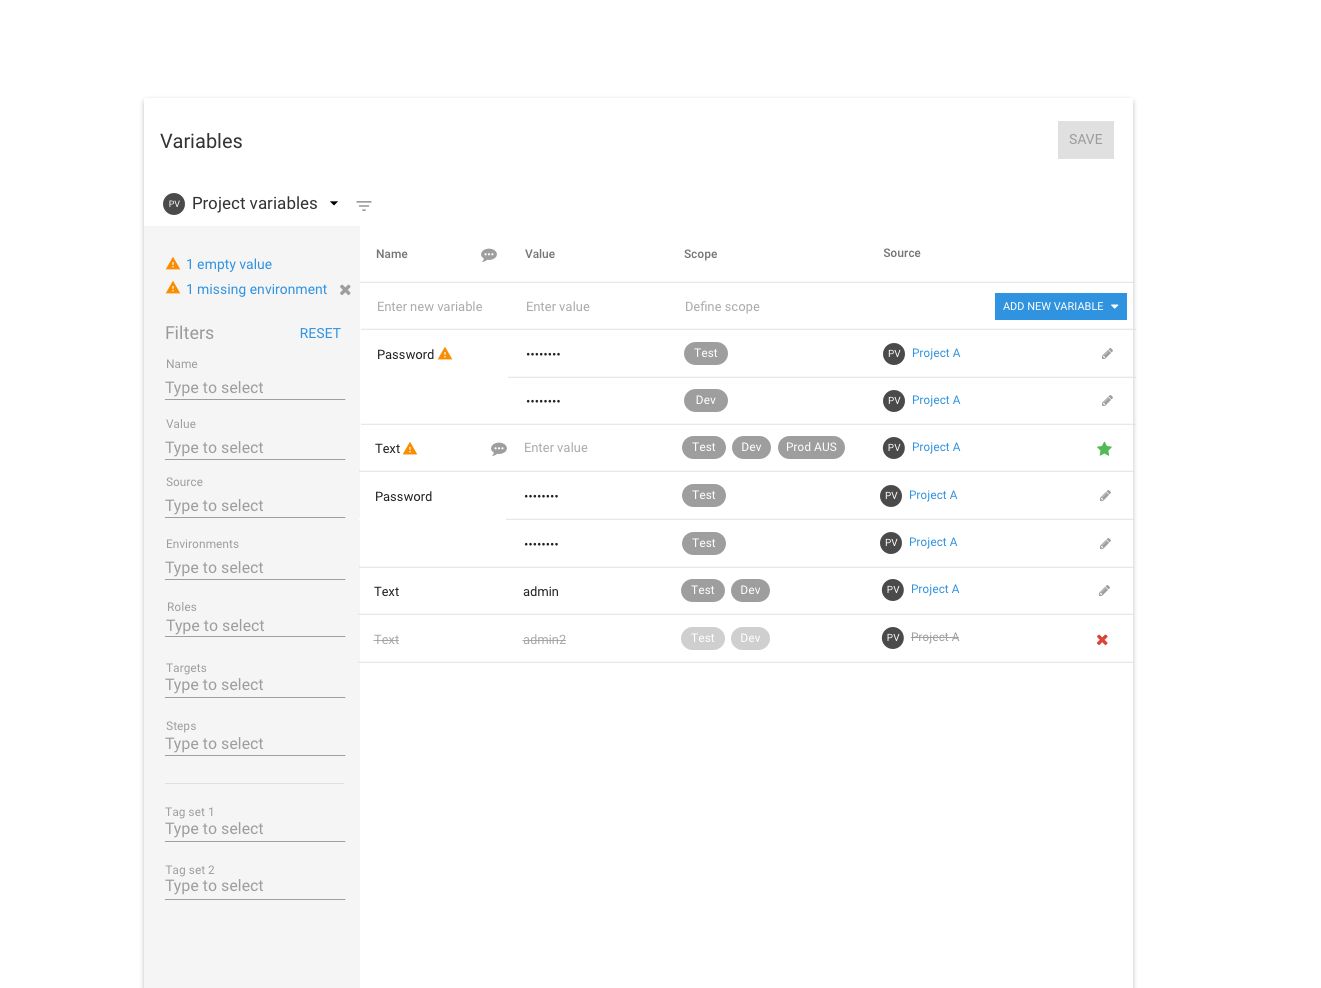 Variables
SAVE
PV Project variables
1 empty value
1 missing environment
Filters RESET
Name
Type to select
Value
Type to select
Source
Type to select
Environments
Type to select
Roles
Type to select
Targets
Type to select
Steps
Type to select
Tag set 1
Type to select
Tag set 2
Type to select
Name Value Scope Source
Enter new variable Enter value Define scope ADD NEW VARIABLE
Password •••••••• Test PV Project A
•••••••• Dev PV Project A
Text Enter value Test Dev Prod AUS PV Project A
Password •••••••• Test PV Project A
•••••••• Test PV Project A
Text admin Test Dev PV Project A
Text admin2 Test Dev PV Project A